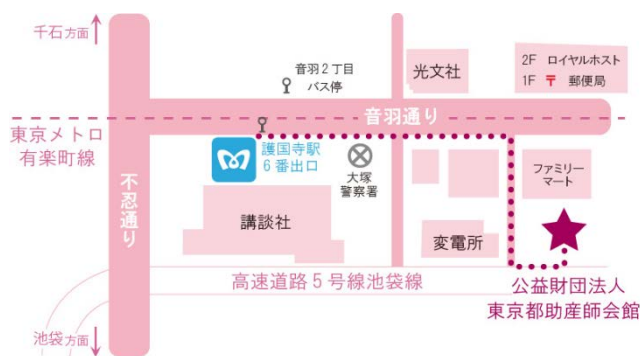 千石方面
音羽2丁目
バス停
光文社
2F ロイヤルホスト
1F 〒 郵便局
音羽通り
東京メトロ
有楽町線
護国寺駅
6番出口
大塚
警察署
ファミリー
マート
不忍通り
講談社
変電所
高速道路5号線池袋線
公益財団法人
東京都助産師会館
池袋方面